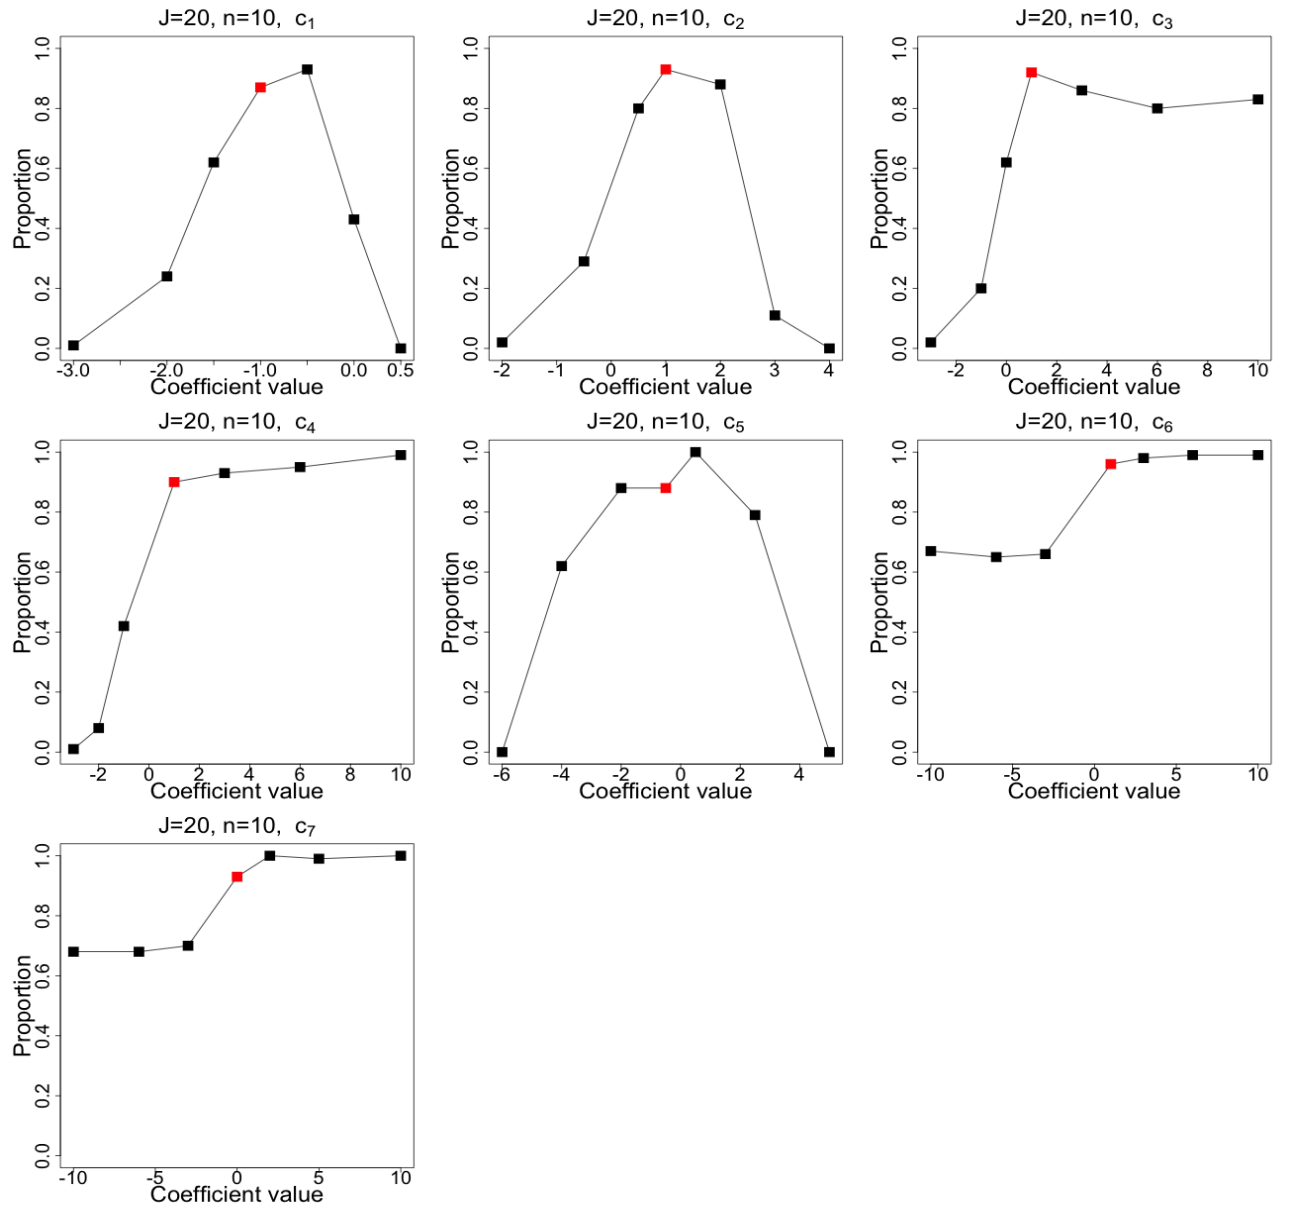 J=20, n=10, c1
Proportion
0.0 0.2 0.4 0.6 0.8 1.0
-3.0 -2.0 -1.0 0.0 0.5
Coefficient value
J=20, n=10, c2
Proportion
0.0 0.2 0.4 0.6 0.8 1.0
-2 -1 0 1 2 3 4
Coefficient value
J=20, n=10, c3
Proportion
0.0 0.2 0.4 0.6 0.8 1.0
-2 0 2 4 6 8 10
Coefficient value
J=20, n=10, c4
Proportion
0.0 0.2 0.4 0.6 0.8 1.0
-2 0 2 4 6 8 10
Coefficient value
J=20, n=10, c5
Proportion
0.0 0.2 0.4 0.6 0.8 1.0
-6 -4 -2 0 2 4
Coefficient value
J=20, n=10, c6
Proportion
0.0 0.2 0.4 0.6 0.8 1.0
-10 -5 0 5 10
Coefficient value
J=20, n=10, c7
Proportion
0.0 0.2 0.4 0.6 0.8 1.0
-10 -5 0 5 10
Coefficient value